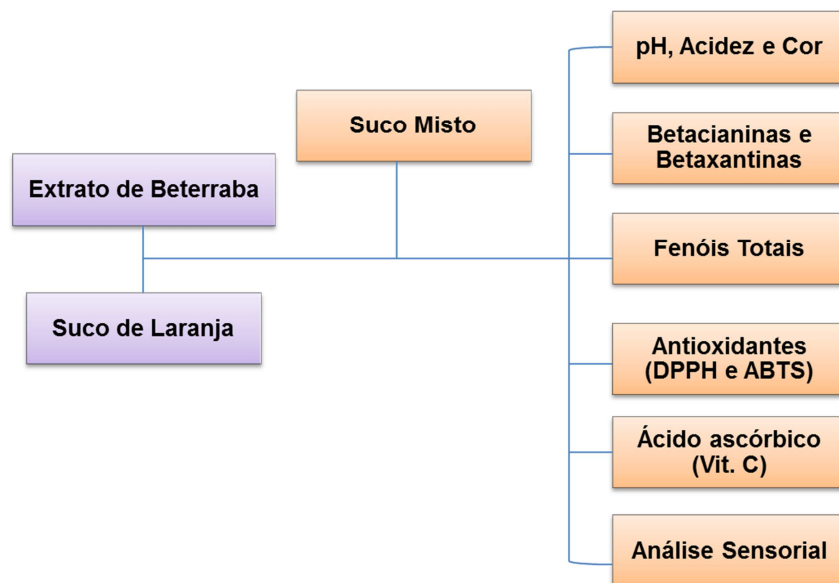 Extrato de Beterraba
Suco de Laranja
Suco Misto
pH, Acidez e Cor
Betacianinas e
Betaxantinas
Fenóis Totais
Antioxidantes
(DPPH e ABTS)
Ácido ascórbico
(Vit. C)
Análise Sensorial